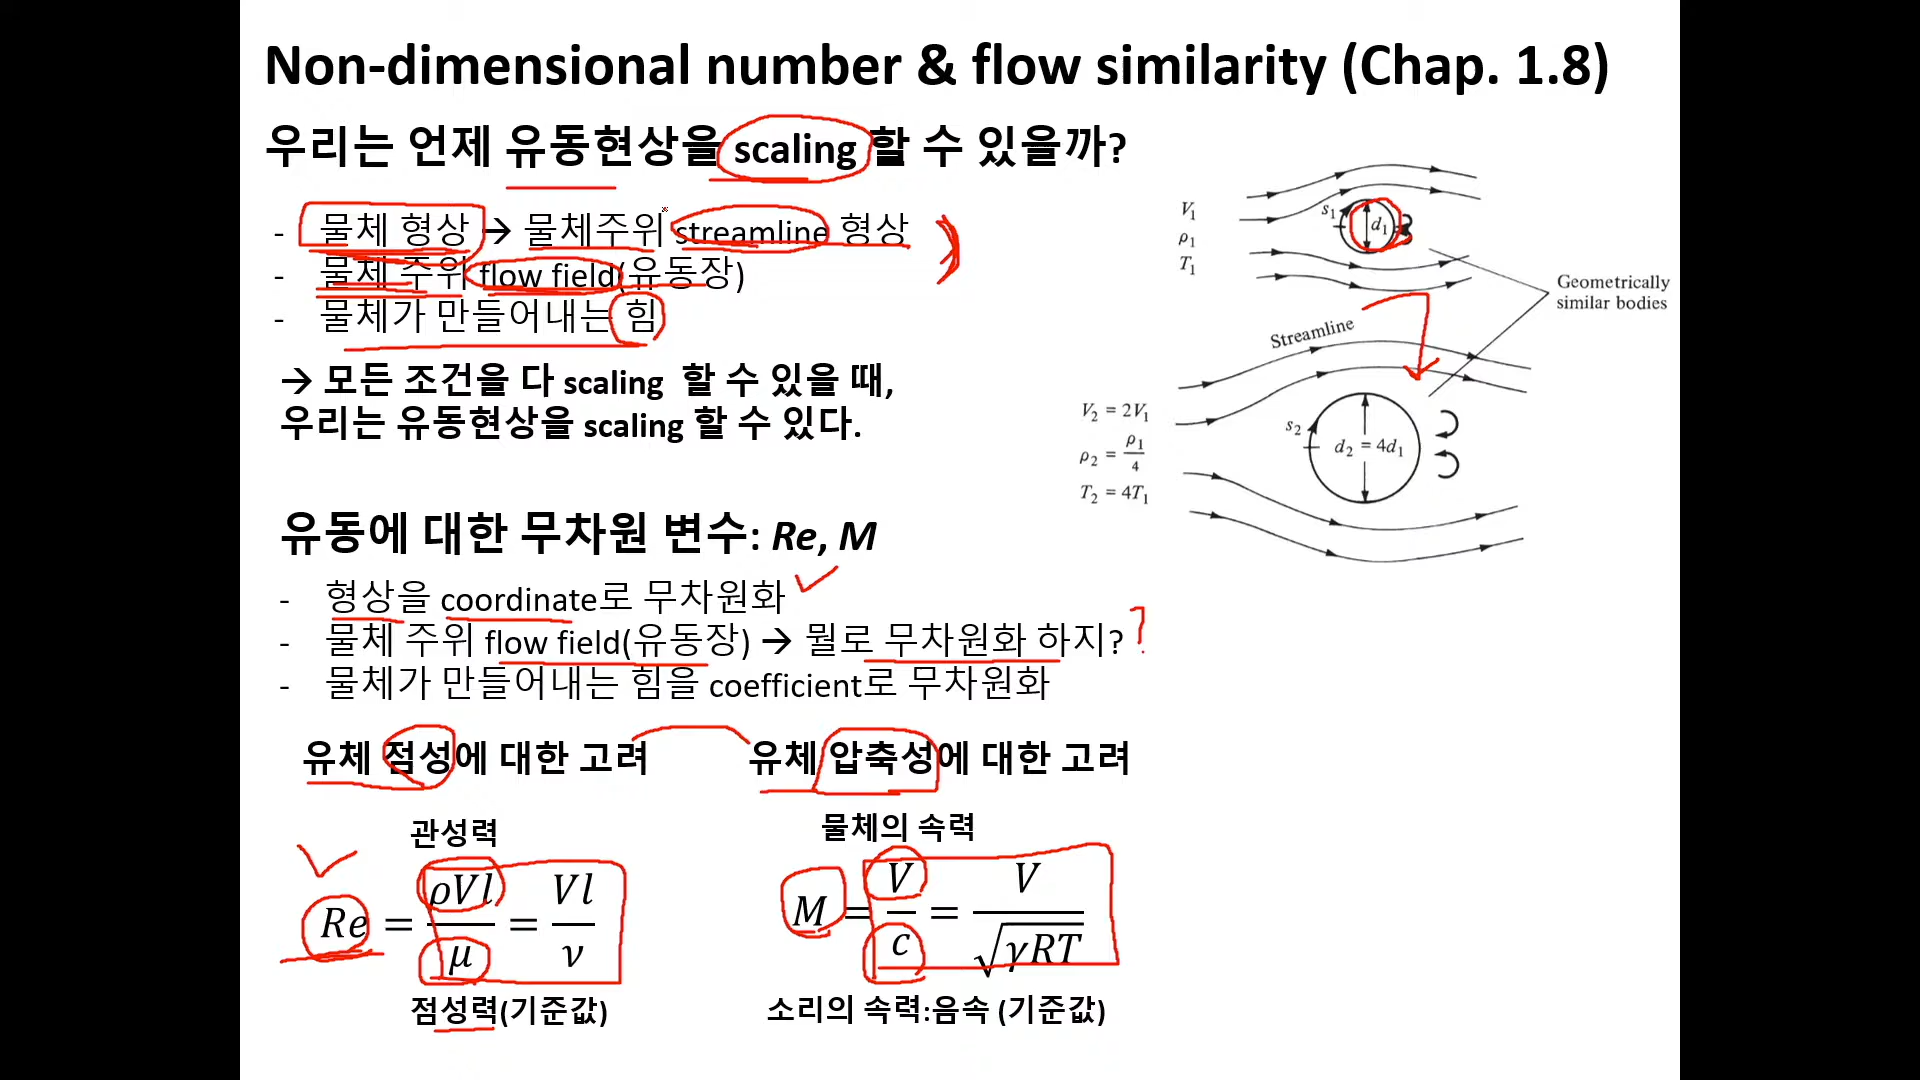 Non-dimensional number & flow similarity (Chap. 1.8)
우리는 언제 유동현상을 scaling 할 수 있을까?
- 물체 형상 → 물체주위 streamline 형상
- 물체 주위 flow field(유동장)
- 물체가 만들어내는 힘
→ 모든 조건을 다 scaling 할 수 있을 때,
우리는 유동현상을 scaling 할 수 있다.
V₁
ρ₁
T₁
s₁
d₁
Geometrically
similar bodies
Streamline
V₂ = 2V₁
ρ₂ = ρ₁/4
T₂ = 4T₁
s₂
d₂ = 4d₁
유동에 대한 무차원 변수: Re, M
- 형상을 coordinate로 무차원화
- 물체 주위 flow field(유동장) → 뭘로 무차원화 하지? ?
- 물체가 만들어내는 힘을 coefficient로 무차원화
유체 점성에 대한 고려
관성력
Re = ρVl/μ = Vl/ν
점성력(기준값)
유체 압축성에 대한 고려
물체의 속력
M = V/c = V/√γRT
소리의 속력:음속 (기준값)